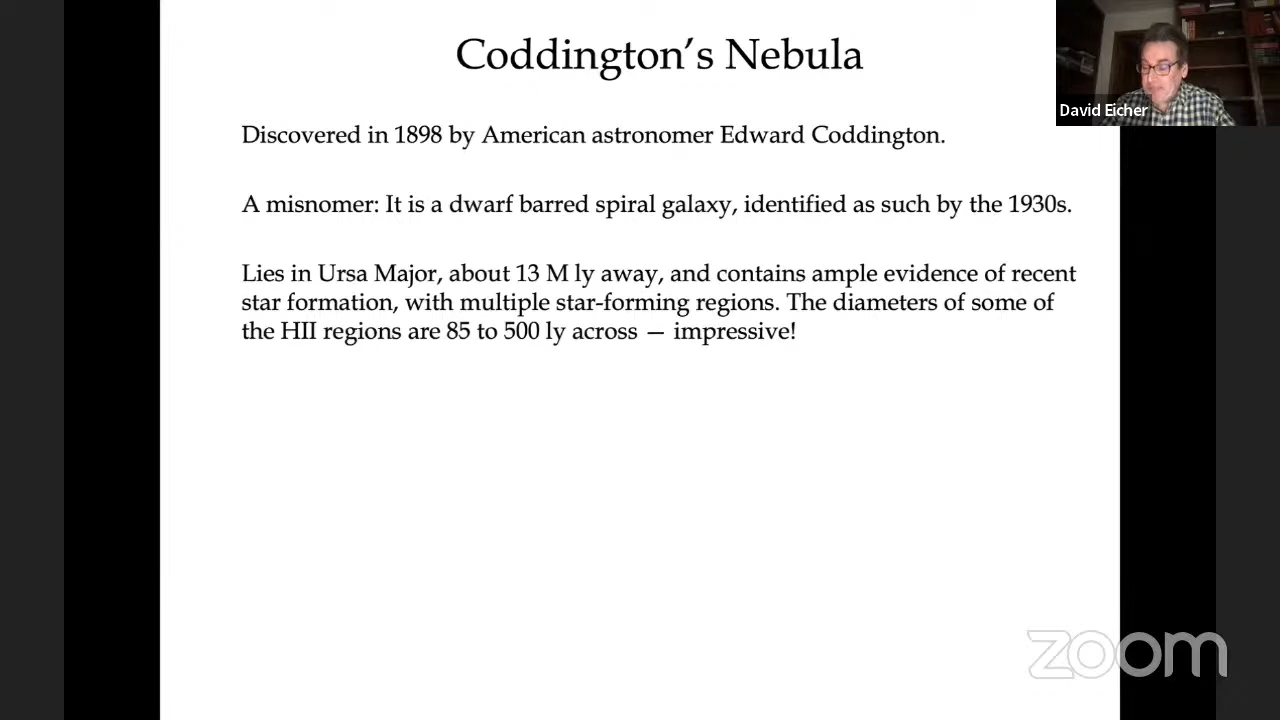 Coddington’s Nebula
David Eicher
Discovered in 1898 by American astronomer Edward Coddington.
A misnomer: It is a dwarf barred spiral galaxy, identified as such by the 1930s.
Lies in Ursa Major, about 13 M ly away, and contains ample evidence of recent
star formation, with multiple star-forming regions. The diameters of some of
the HII regions are 85 to 500 ly across — impressive!
zoom